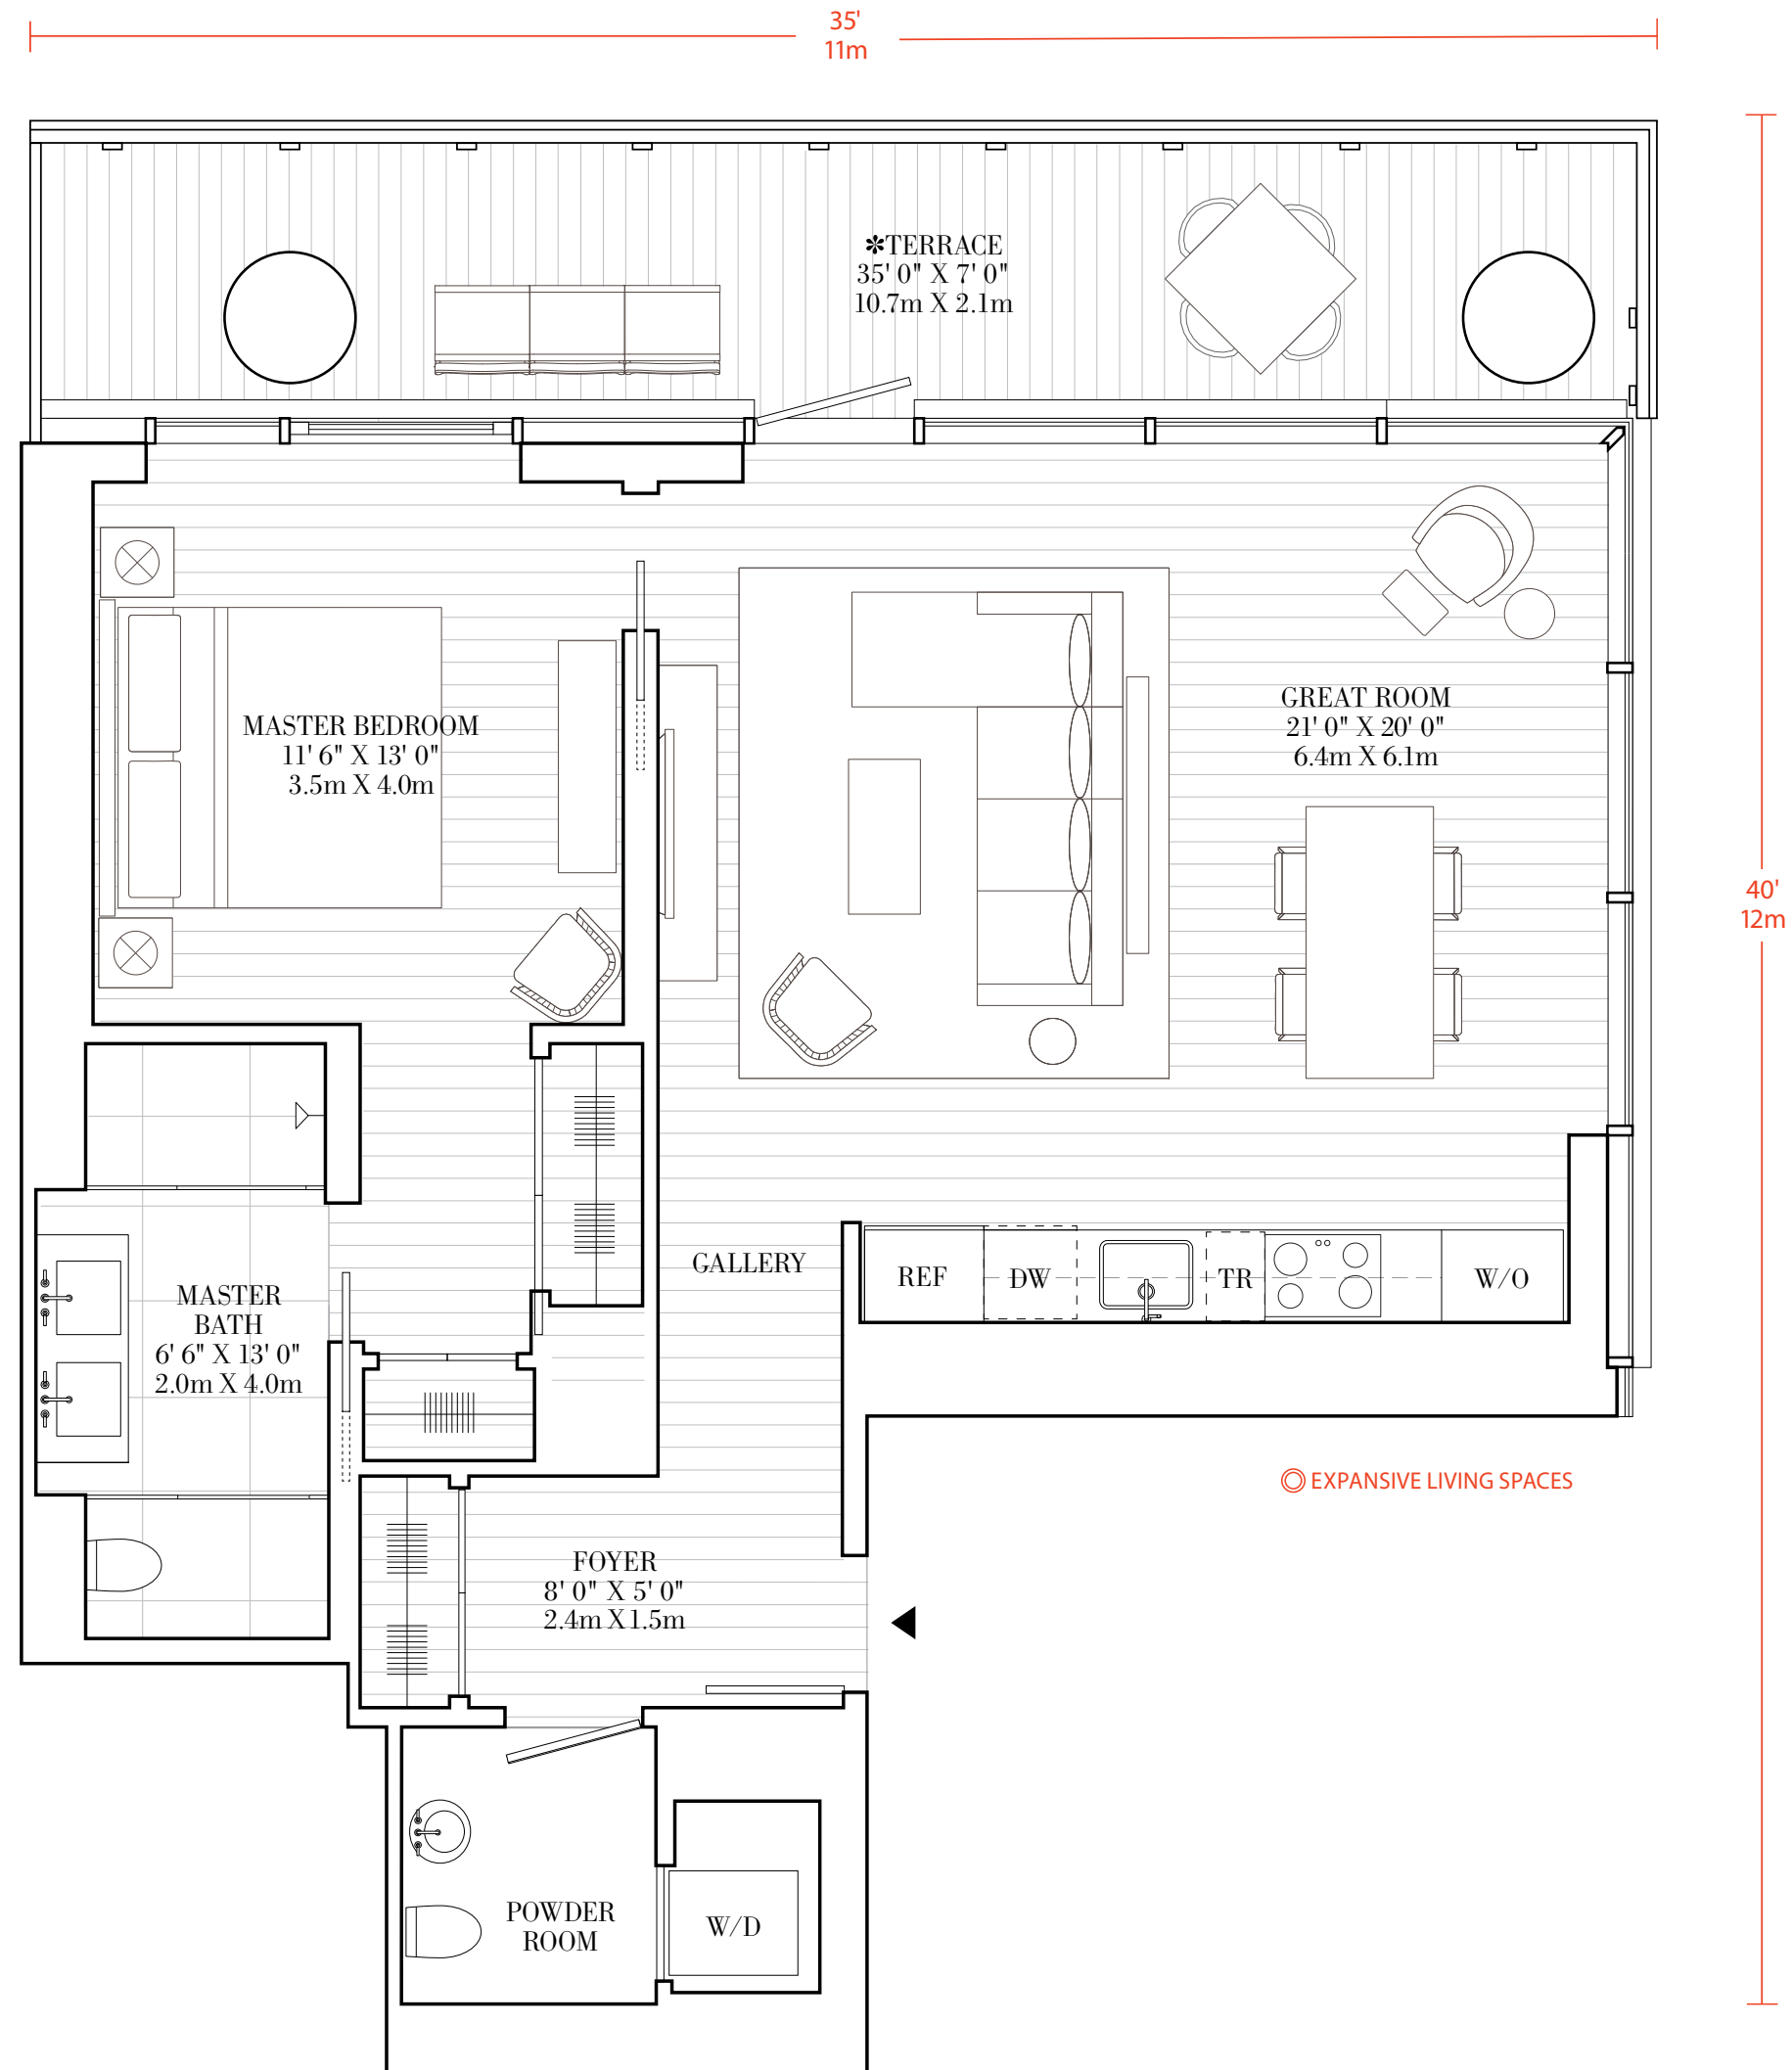 35'
11m
✽TERRACE
35' 0" X 7' 0"
10.7m X 2.1m
MASTER BEDROOM
11' 6" X 13' 0"
3.5m X 4.0m
GREAT ROOM
21' 0" X 20' 0"
6.4m X 6.1m
40'
12m
GALLERY
REF
DW
TR
W/O
MASTER
BATH
6' 6" X 13' 0"
2.0m X 4.0m
EXPANSIVE LIVING SPACES
FOYER
8' 0" X 5' 0"
2.4m X 1.5m
POWDER
ROOM
W/D